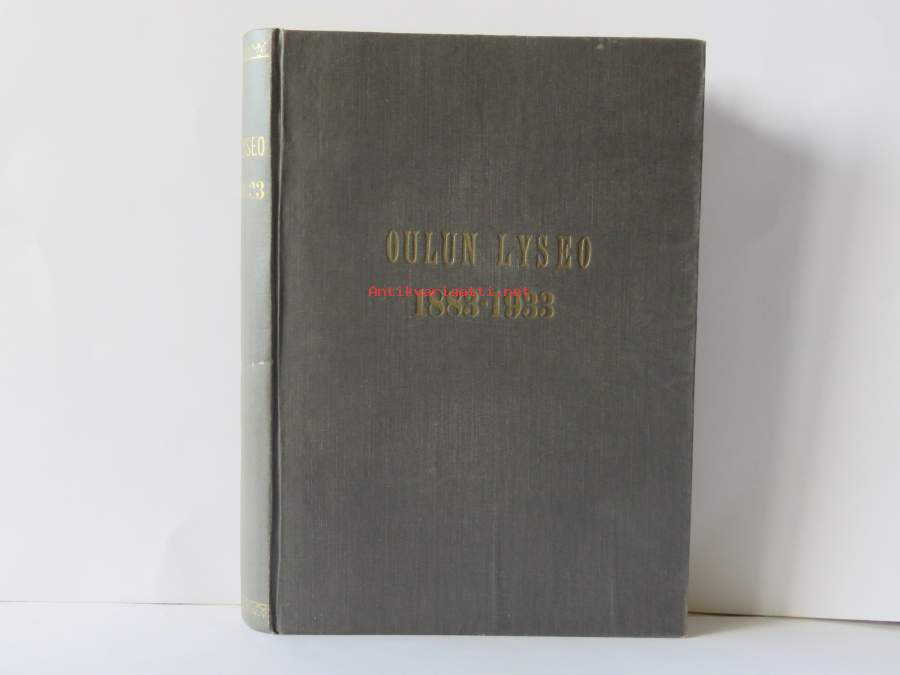 OULUN LYSEO
Antikvariaatti.net
1883-1933